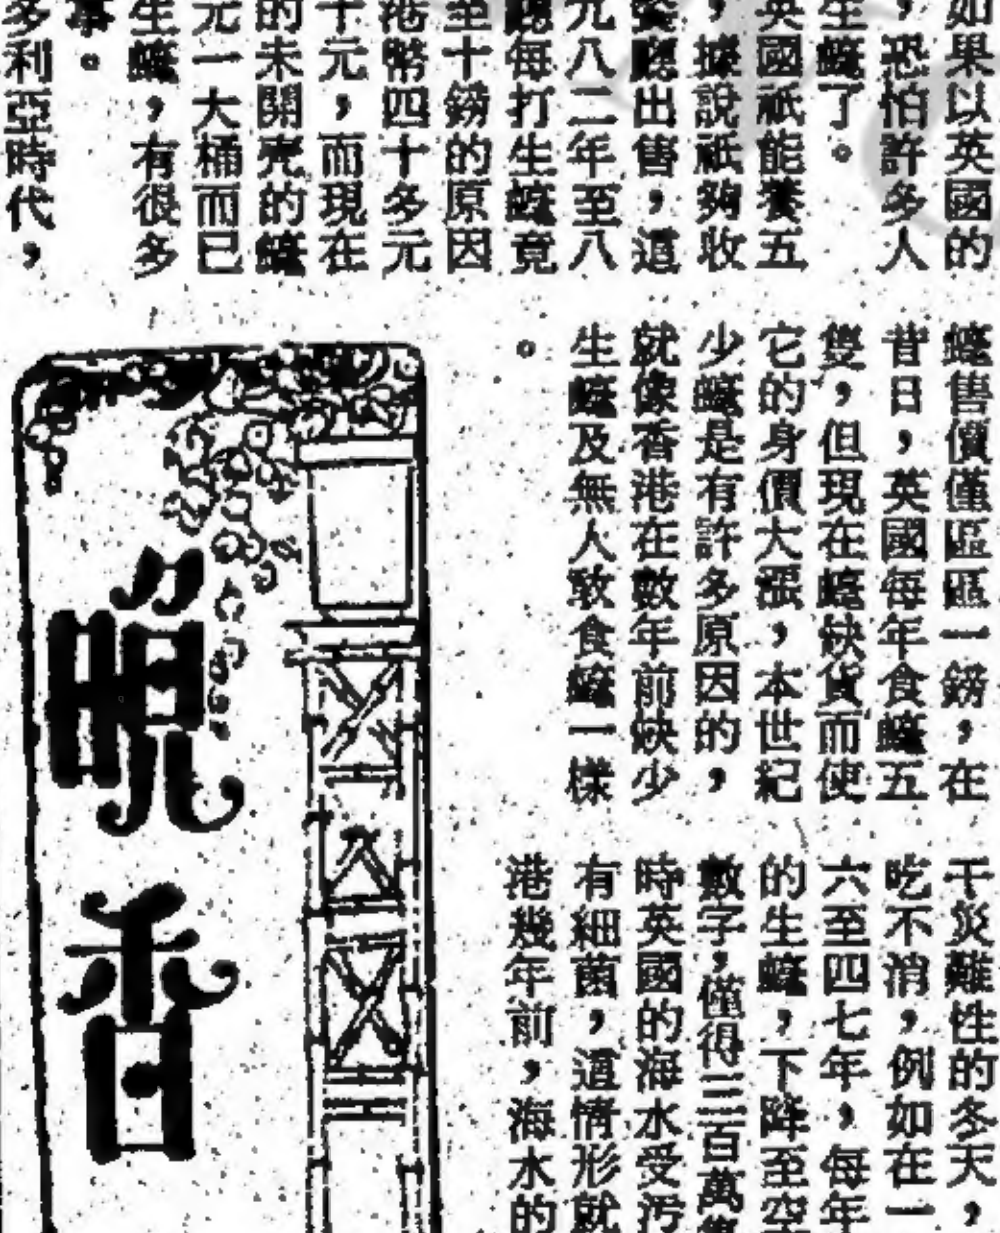 如果以英國的
，恐怕許多人
生蠔了。
英國祇能養五
，據說祇夠收
餐廳出售，這
九八二年至八
聽每打生蠔竟
至十鎊的原因
港幣四十多元
十元，而現在
的未開壳的蠔
元一大桶而已
生蠔，有很多
事。
多利亞時代，
蠔售價僅區區一鎊，在
昔日，英國每年食蠔五
隻，但現在蠔缺貨而使
它的身價大漲，本世紀
少蠔是有許多原因的，
就像香港在數年前缺少
生蠔及無人敢食蠔一樣
。
干災難性的冬天，
吃不消，例如在一
六至四七年，每年
的生蠔，下降至空
數字，僅得三百萬
時英國的海水受污
有細菌，這情形就
港幾年前，海水的
晚香